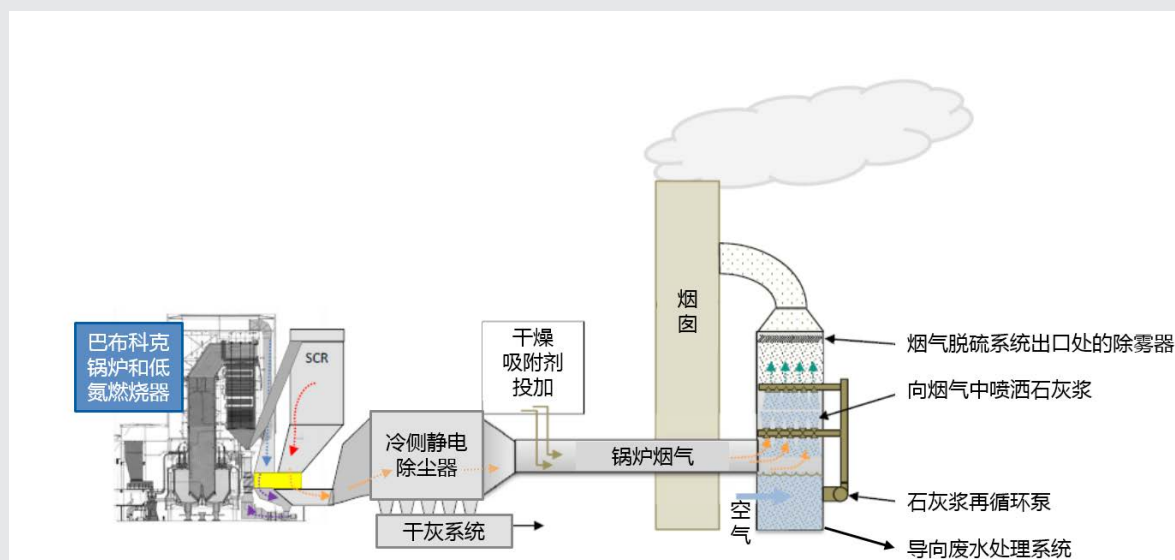 巴布科克
锅炉和低
氮燃烧器
SCR
冷侧静电
除尘器
干灰系统
干燥
吸附剂
投加
锅炉烟气
烟
囱
空
气
烟气脱硫系统出口处的除雾器
向烟气中喷洒石灰浆
石灰浆再循环泵
导向废水处理系统